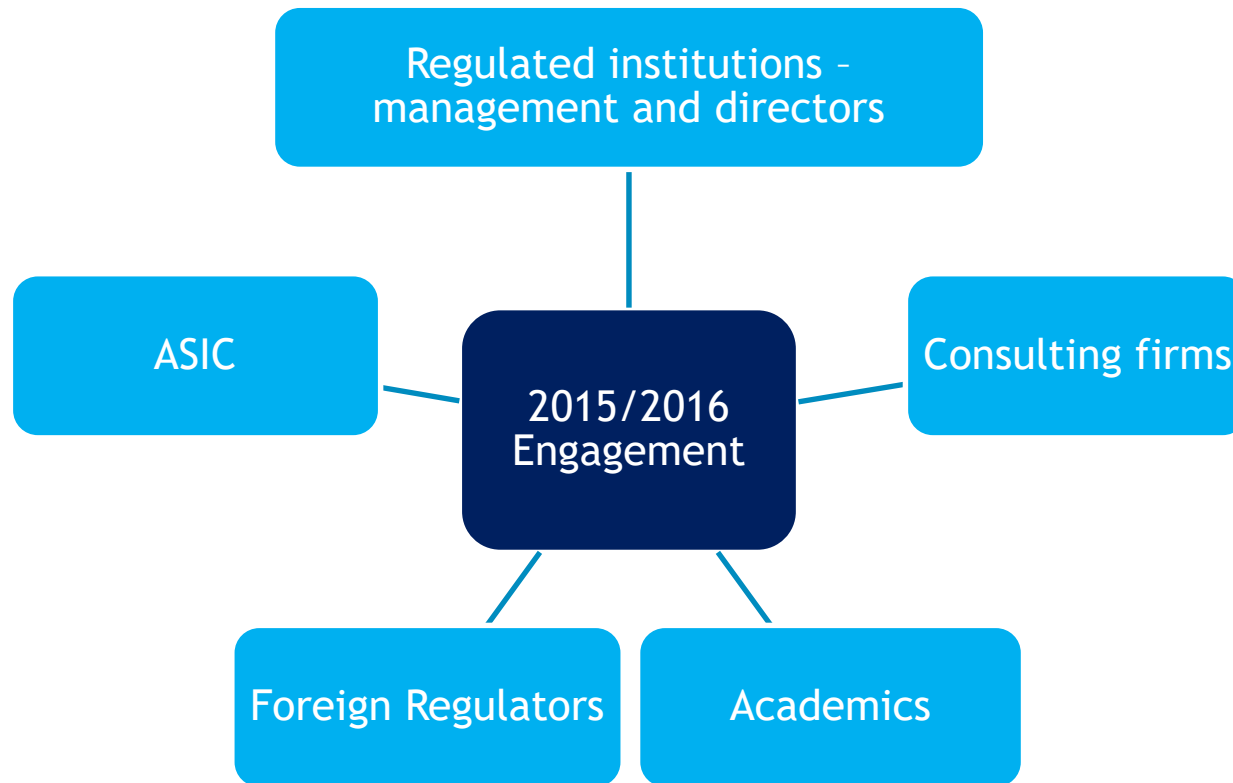 Regulated institutions –
management and directors
ASIC
Consulting firms
2015/2016
Engagement
Foreign Regulators
Academics